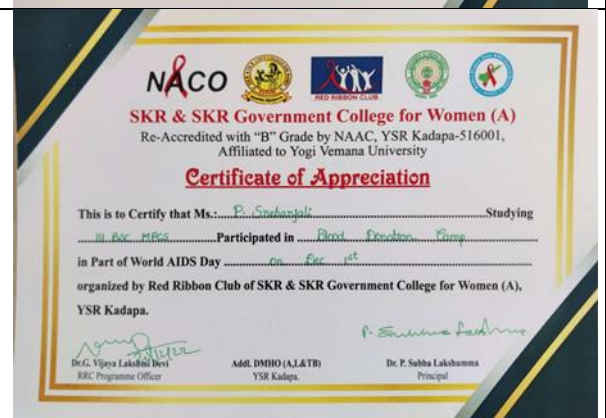 NACO
RED RIBBON CLUB
SKR & SKR Government College for Women (A)
Re-Accredited with “B” Grade by NAAC, YSR Kadapa-516001,
Affiliated to Yogi Vemana University
Certificate of Appreciation
This is to Certify that Ms.: P. Snehanjali Studying
III BSC MPCS Participated in Blood Donation Camp
in Part of World AIDS Day on Dec 1st
organized by Red Ribbon Club of SKR & SKR Government College for Women (A),
YSR Kadapa.
Dr.G. Vijaya Lakshmi Devi Addl. DMHO (A,L&TB) Dr. P. Subba Lakshumma
RRC Programme Officer YSR Kadapa. Principal